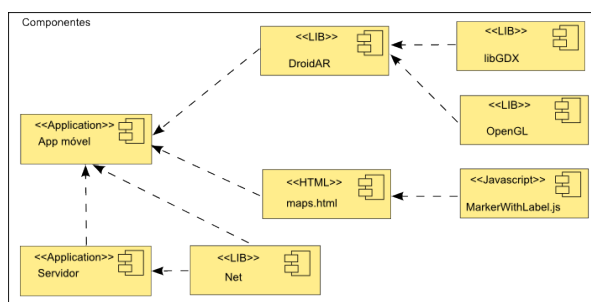 Componentes
<<LIB>>
DroidAR
<<LIB>>
libGDX
<<LIB>>
OpenGL
<<Application>>
App móvel
<<HTML>>
maps.html
<<Javascript>>
MarkerWithLabel.js
<<Application>>
Servidor
<<LIB>>
Net